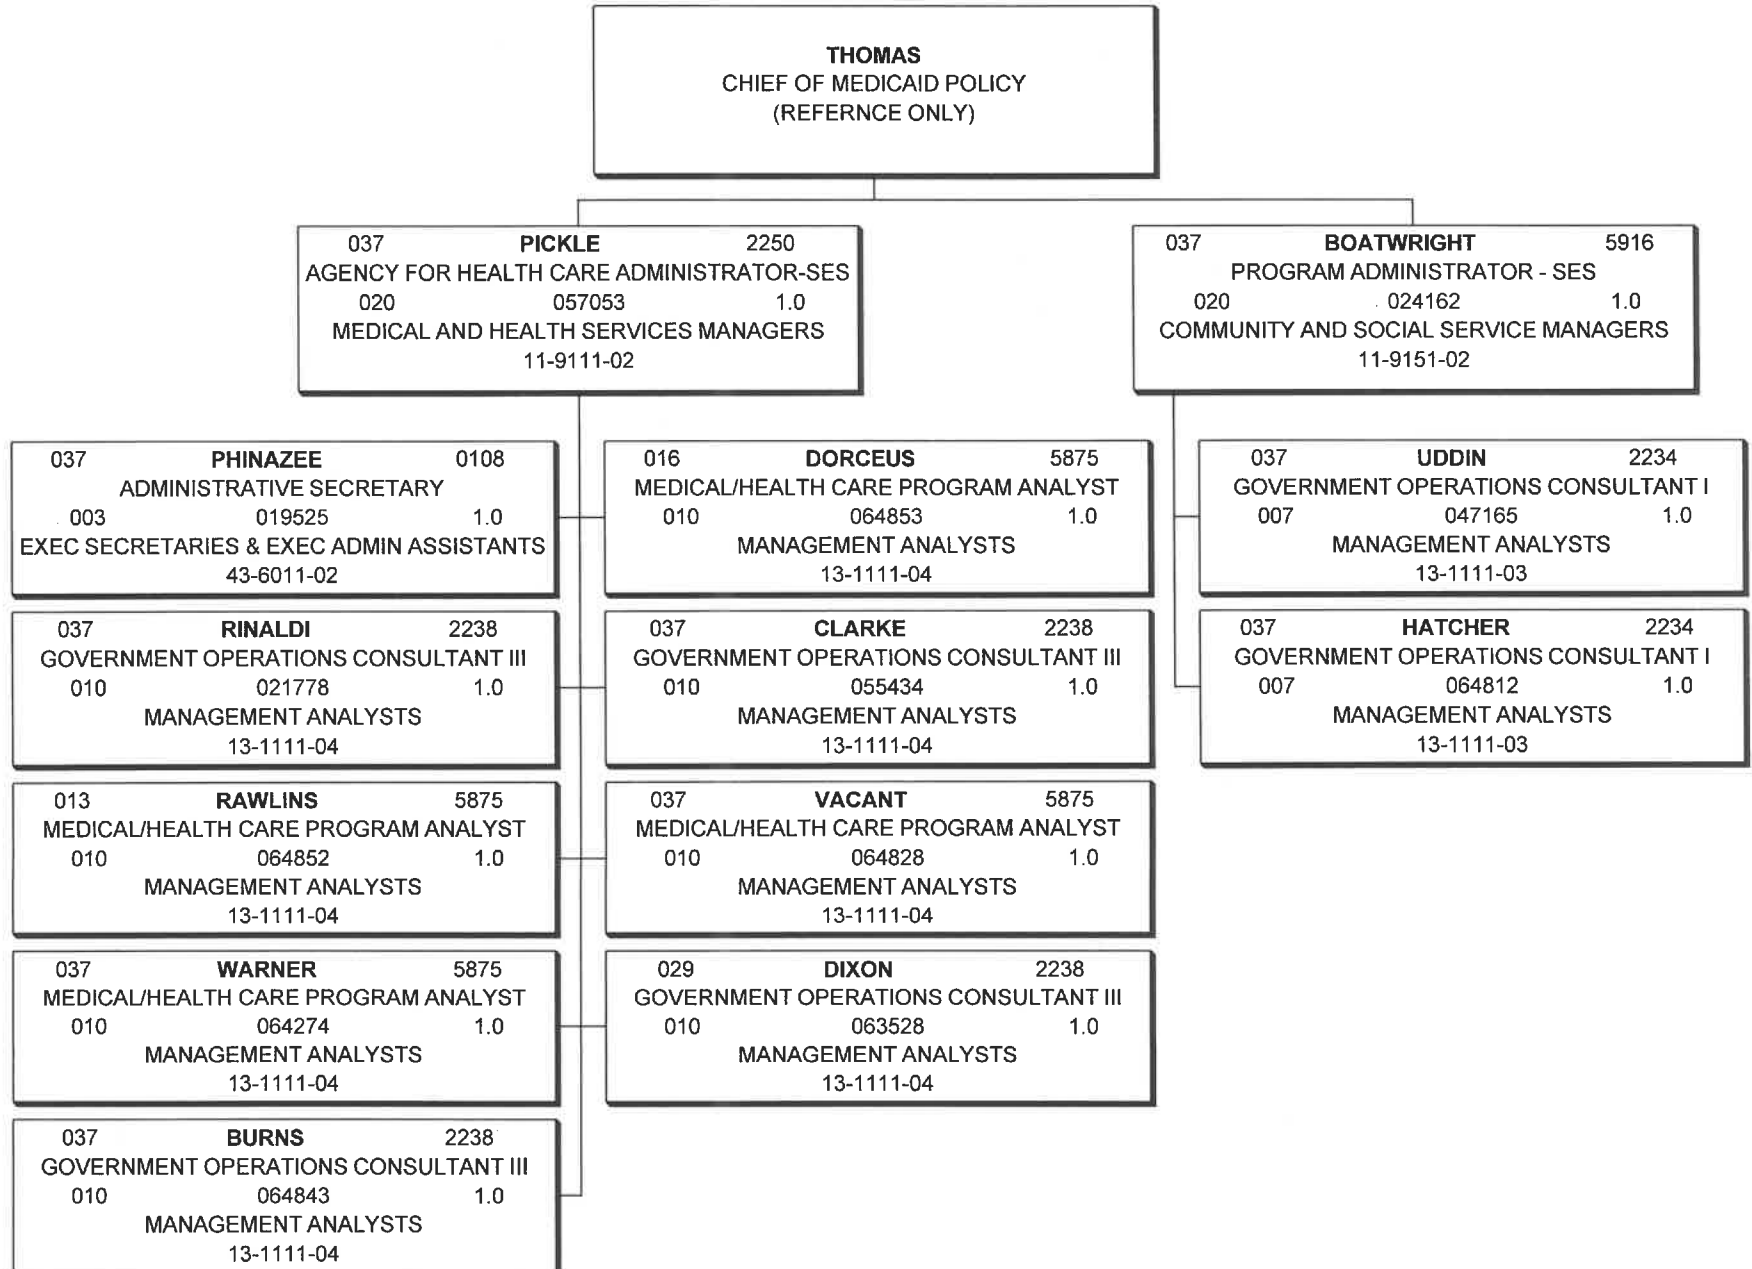 THOMAS
CHIEF OF MEDICAID POLICY
(REFERNCE ONLY)
037 PICKLE 2250
AGENCY FOR HEALTH CARE ADMINISTRATOR-SES
020 057053 1.0
MEDICAL AND HEALTH SERVICES MANAGERS
11-9111-02
037 BOATWRIGHT 5916
PROGRAM ADMINISTRATOR - SES
020 024162 1.0
COMMUNITY AND SOCIAL SERVICE MANAGERS
11-9151-02
037 PHINAZEE 0108
ADMINISTRATIVE SECRETARY
003 019525 1.0
EXEC SECRETARIES & EXEC ADMIN ASSISTANTS
43-6011-02
016 DORCEUS 5875
MEDICAL/HEALTH CARE PROGRAM ANALYST
010 064853 1.0
MANAGEMENT ANALYSTS
13-1111-04
037 UDDIN 2234
GOVERNMENT OPERATIONS CONSULTANT I
007 047165 1.0
MANAGEMENT ANALYSTS
13-1111-03
037 RINALDI 2238
GOVERNMENT OPERATIONS CONSULTANT III
010 021778 1.0
MANAGEMENT ANALYSTS
13-1111-04
037 CLARKE 2238
GOVERNMENT OPERATIONS CONSULTANT III
010 055434 1.0
MANAGEMENT ANALYSTS
13-1111-04
037 HATCHER 2234
GOVERNMENT OPERATIONS CONSULTANT I
007 064812 1.0
MANAGEMENT ANALYSTS
13-1111-03
013 RAWLINS 5875
MEDICAL/HEALTH CARE PROGRAM ANALYST
010 064852 1.0
MANAGEMENT ANALYSTS
13-1111-04
037 VACANT 5875
MEDICAL/HEALTH CARE PROGRAM ANALYST
010 064828 1.0
MANAGEMENT ANALYSTS
13-1111-04
037 WARNER 5875
MEDICAL/HEALTH CARE PROGRAM ANALYST
010 064274 1.0
MANAGEMENT ANALYSTS
13-1111-04
029 DIXON 2238
GOVERNMENT OPERATIONS CONSULTANT III
010 063528 1.0
MANAGEMENT ANALYSTS
13-1111-04
037 BURNS 2238
GOVERNMENT OPERATIONS CONSULTANT III
010 064843 1.0
MANAGEMENT ANALYSTS
13-1111-04